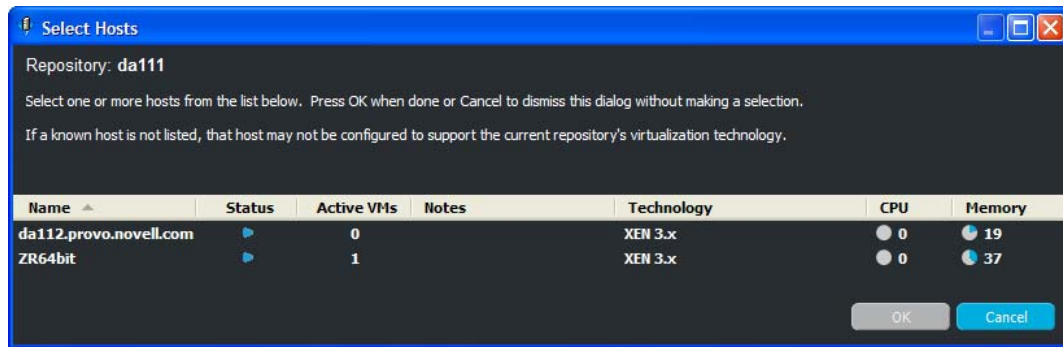 Select Hosts
Repository: da111
Select one or more hosts from the list below. Press OK when done or Cancel to dismiss this dialog without making a selection.
If a known host is not listed, that host may not be configured to support the current repository's virtualization technology.
Name Status Active VMs Notes Technology CPU Memory
da112.provo.novell.com 0 XEN 3.x 0 19
ZR64bit 1 XEN 3.x 0 37
OK Cancel